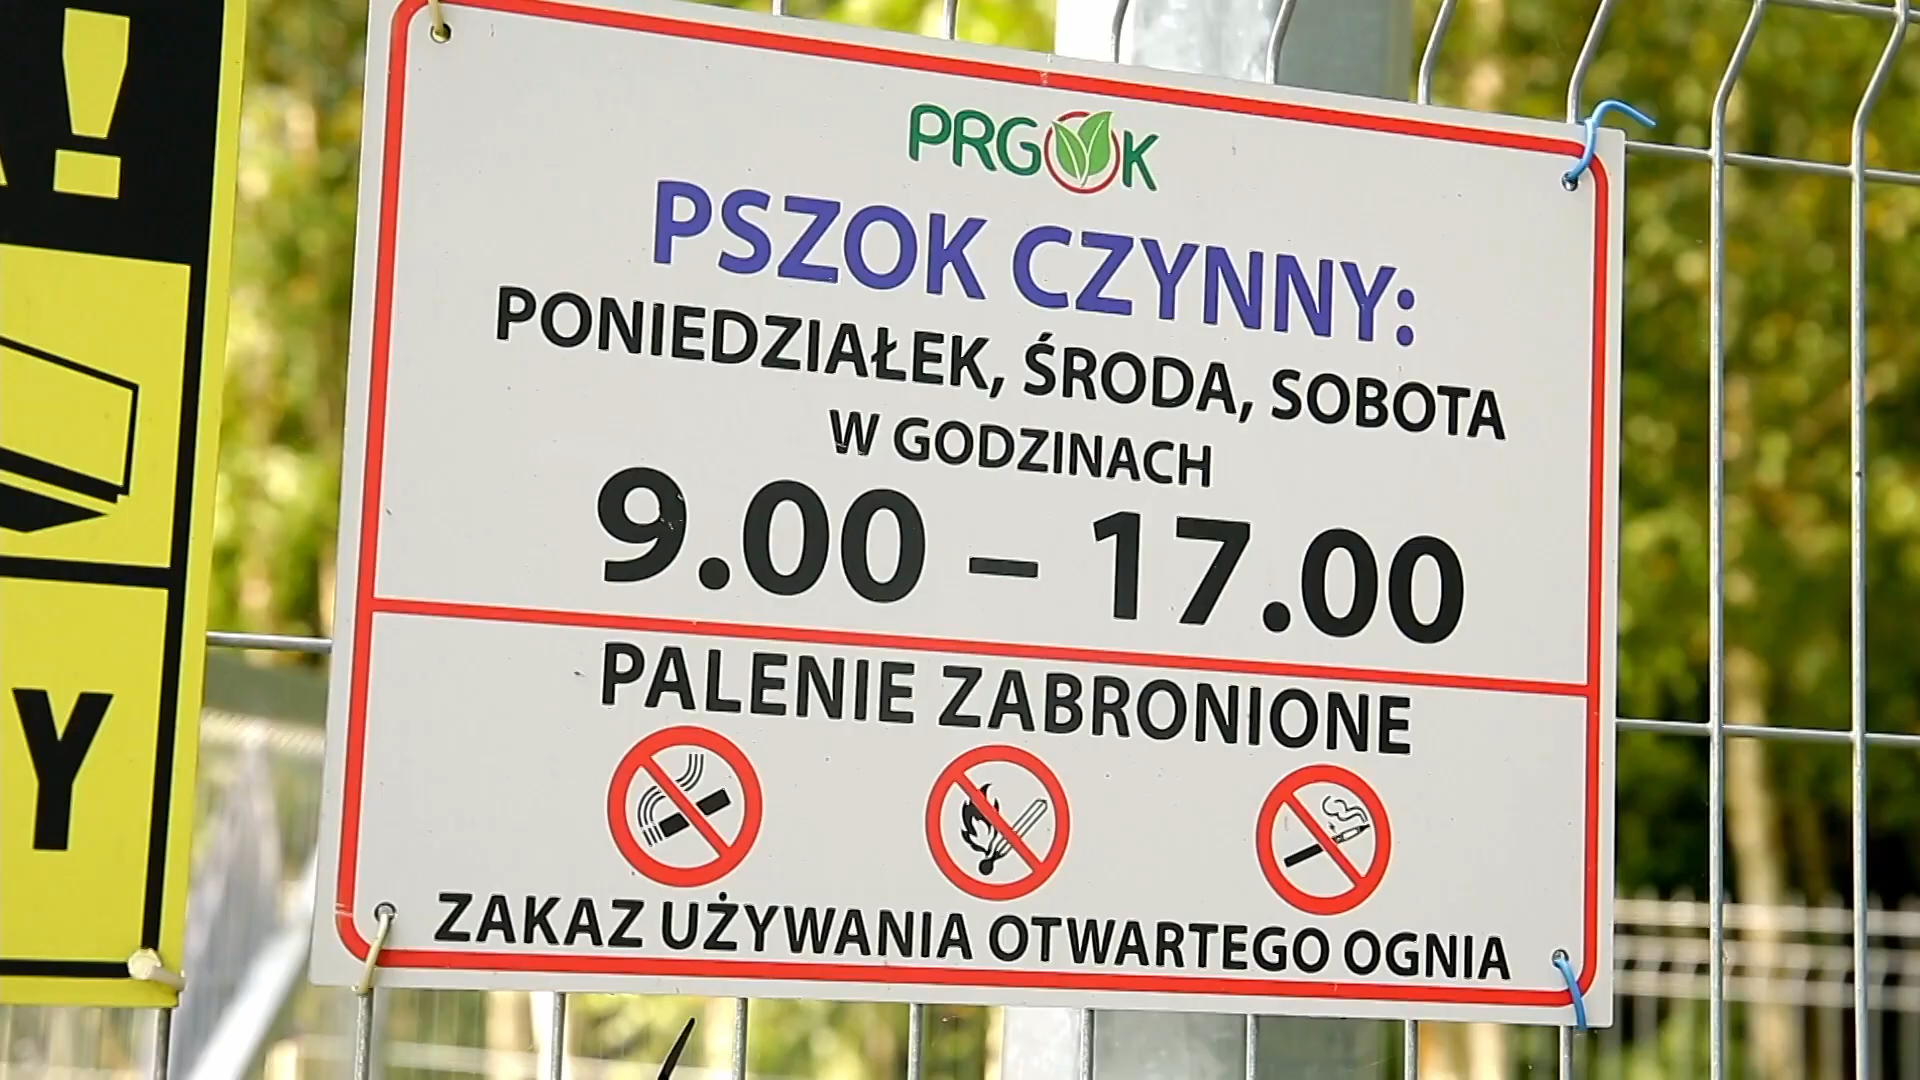 PRGOK
PSZOK CZYNNY:
PONIEDZIAŁEK, ŚRODA, SOBOTA
W GODZINACH
9.00 – 17.00
PALENIE ZABRONIONE
ZAKAZ UŻYWANIA OTWARTEGO OGNIA